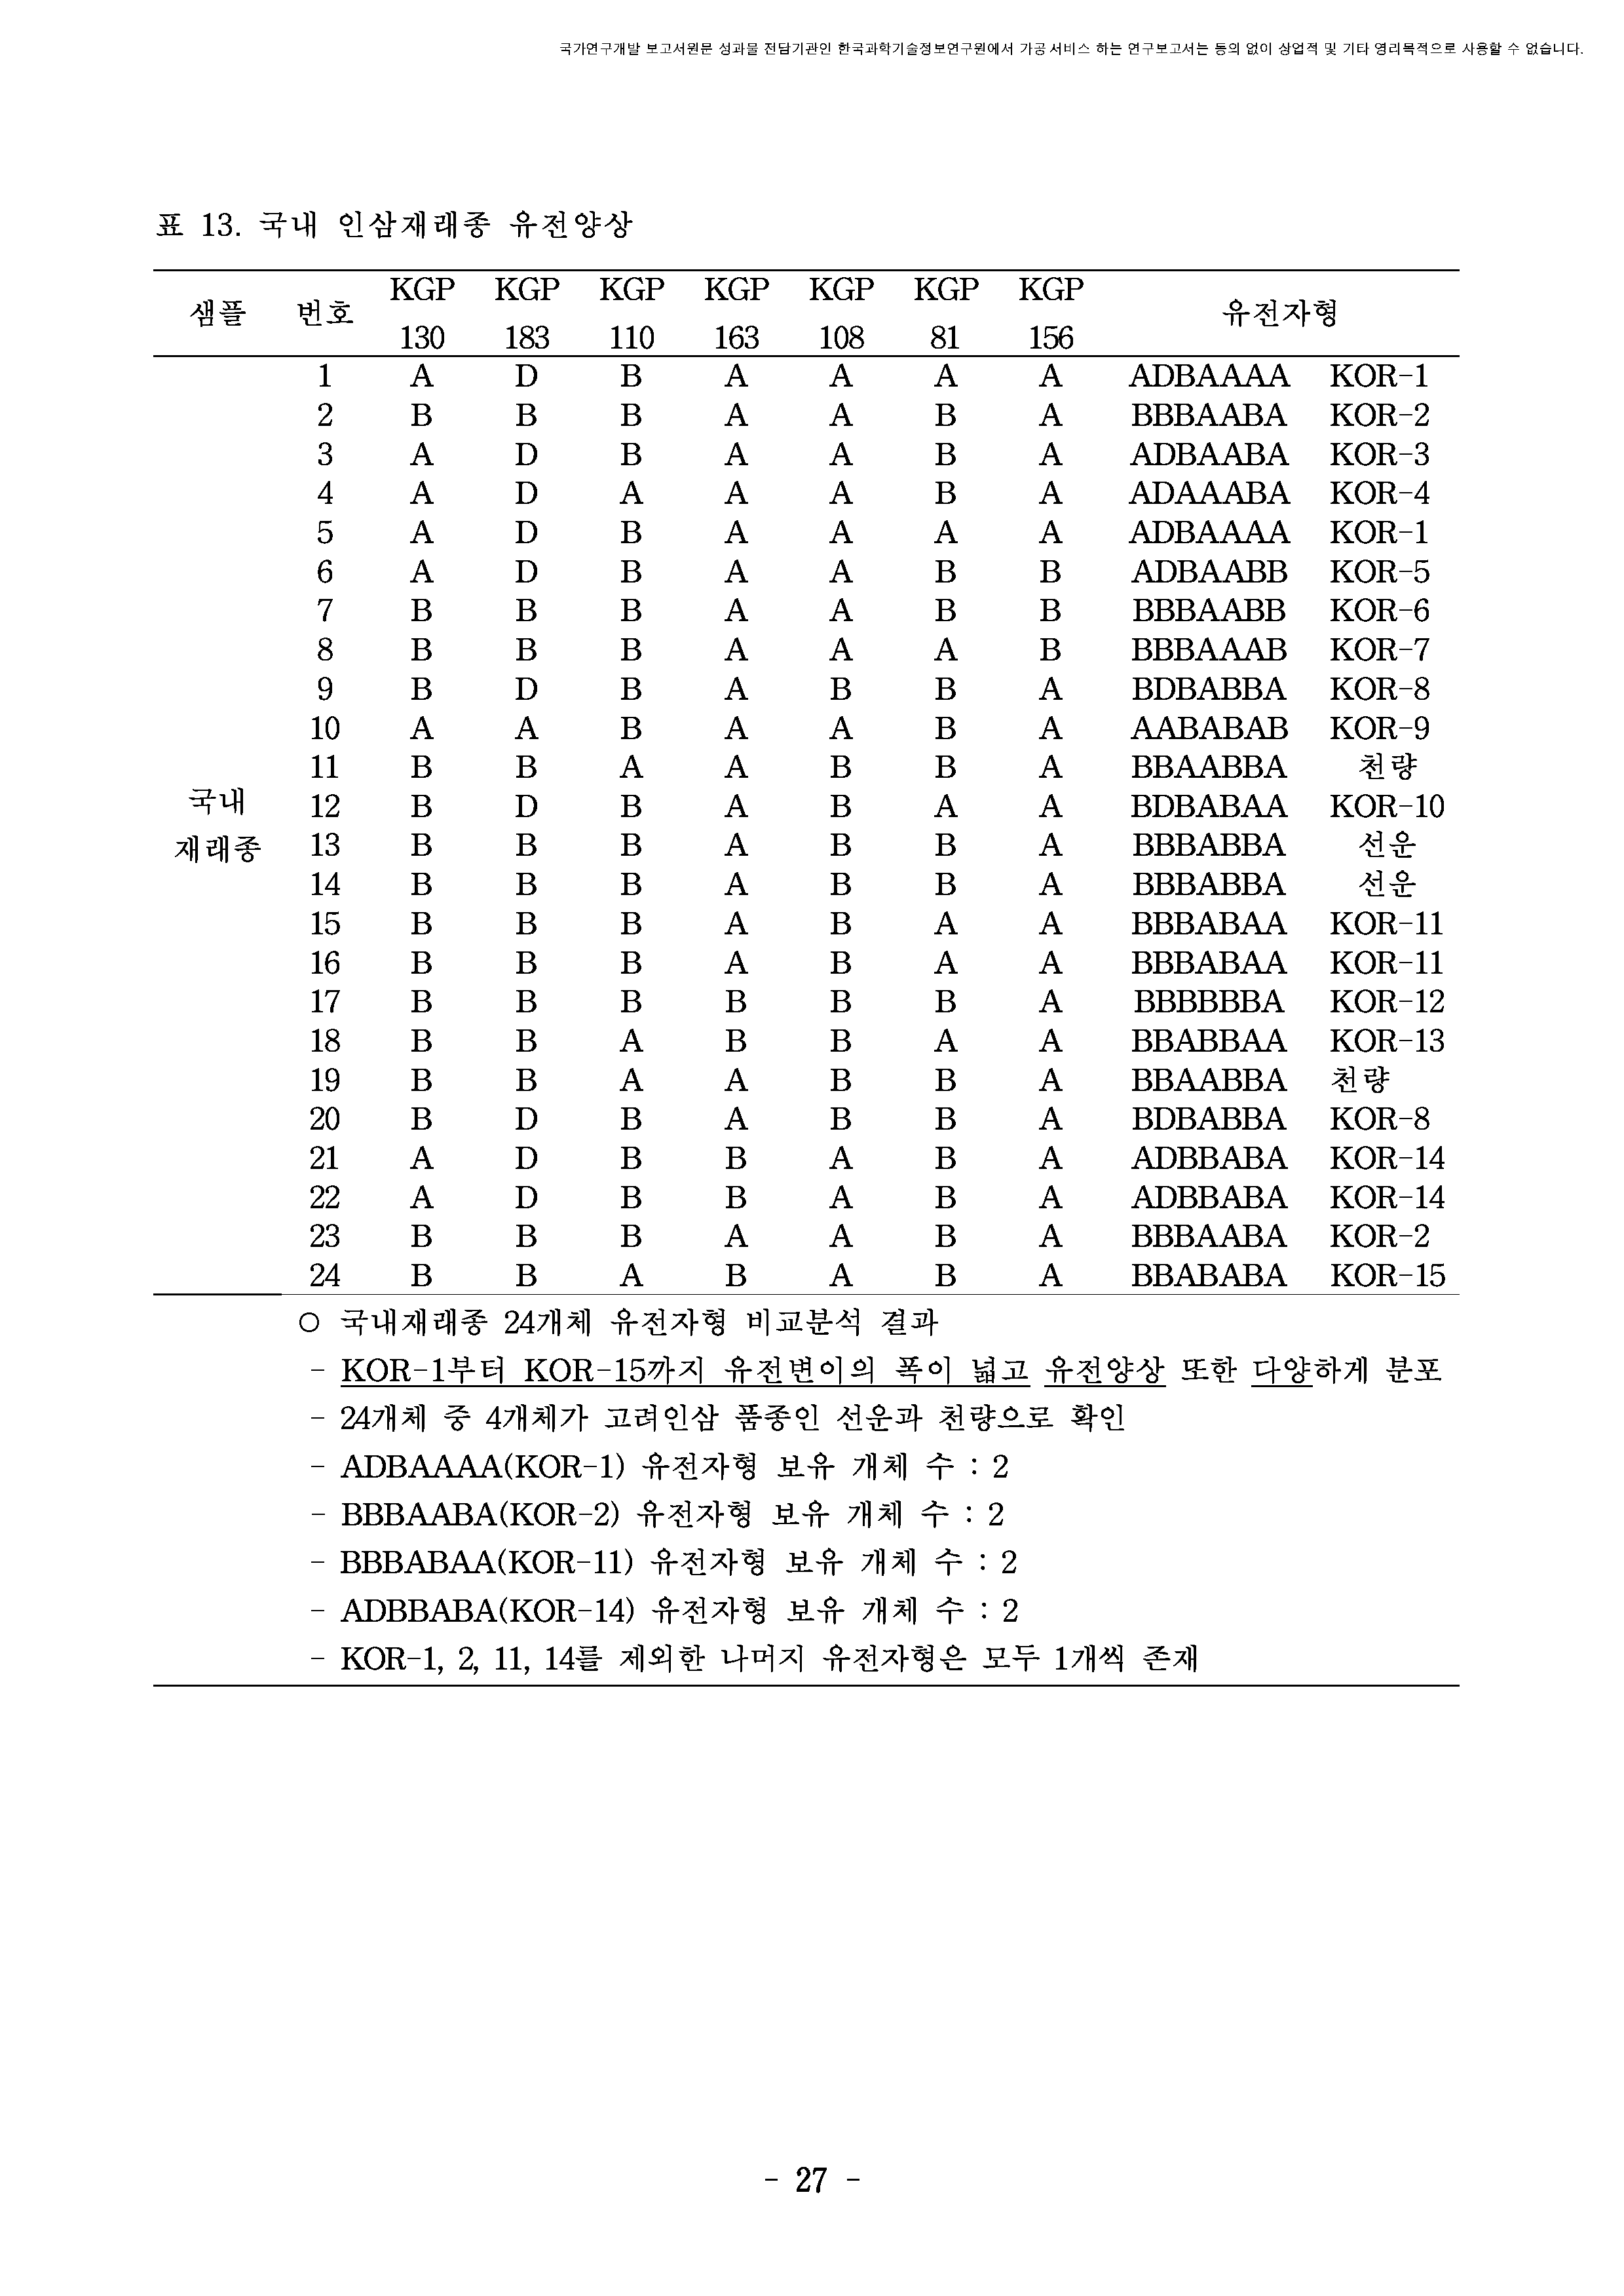 국가연구개발 보고서원문 성과물 전담기관인 한국과학기술정보연구원에서 가공·서비스 하는 연구보고서는 동의 없이 상업적 및 기타 영리목적으로 사용할 수 없습니다.
표 13. 국내 인삼재래종 유전양상
샘플 번호 KGP 130 KGP 183 KGP 110 KGP 163 KGP 108 KGP 81 KGP 156 유전자형
국내 재래종
1 A D B A A A A ADBAAAA KOR-1
2 B B B A A B A BBBAABA KOR-2
3 A D B A A B A ADBAABA KOR-3
4 A D A A A B A ADAAABA KOR-4
5 A D B A A A A ADBAAAA KOR-1
6 A D B A A B B ADBAABB KOR-5
7 B B B A A B B BBBAABB KOR-6
8 B B B A A A B BBBAAAB KOR-7
9 B D B A B B A BDBABBA KOR-8
10 A A B A A B A AABABAB KOR-9
11 B B A A B B A BBAABBA 천량
12 B D B A B A A BDBABAA KOR-10
13 B B B A B B A BBBABBA 선운
14 B B B A B B A BBBABBA 선운
15 B B B A B A A BBBABAA KOR-11
16 B B B A B A A BBBABAA KOR-11
17 B B B B B B A BBBBBBA KOR-12
18 B B A B B A A BBABBAA KOR-13
19 B B A A B B A BBAABBA 천량
20 B D B A B B A BDBABBA KOR-8
21 A D B B A B A ADBBABA KOR-14
22 A D B B A B A ADBBABA KOR-14
23 B B B A A B A BBBAABA KOR-2
24 B B A B A B A BBABABA KOR-15
○ 국내재래종 24개체 유전자형 비교분석 결과
- KOR-1부터 KOR-15까지 유전변이의 폭이 넓고 유전양상 또한 다양하게 분포
- 24개체 중 4개체가 고려인삼 품종인 선운과 천량으로 확인
- ADBAAAA(KOR-1) 유전자형 보유 개체 수 : 2
- BBBAABA(KOR-2) 유전자형 보유 개체 수 : 2
- BBBABAA(KOR-11) 유전자형 보유 개체 수 : 2
- ADBBABA(KOR-14) 유전자형 보유 개체 수 : 2
- KOR-1, 2, 11, 14를 제외한 나머지 유전자형은 모두 1개씩 존재
- 27 -